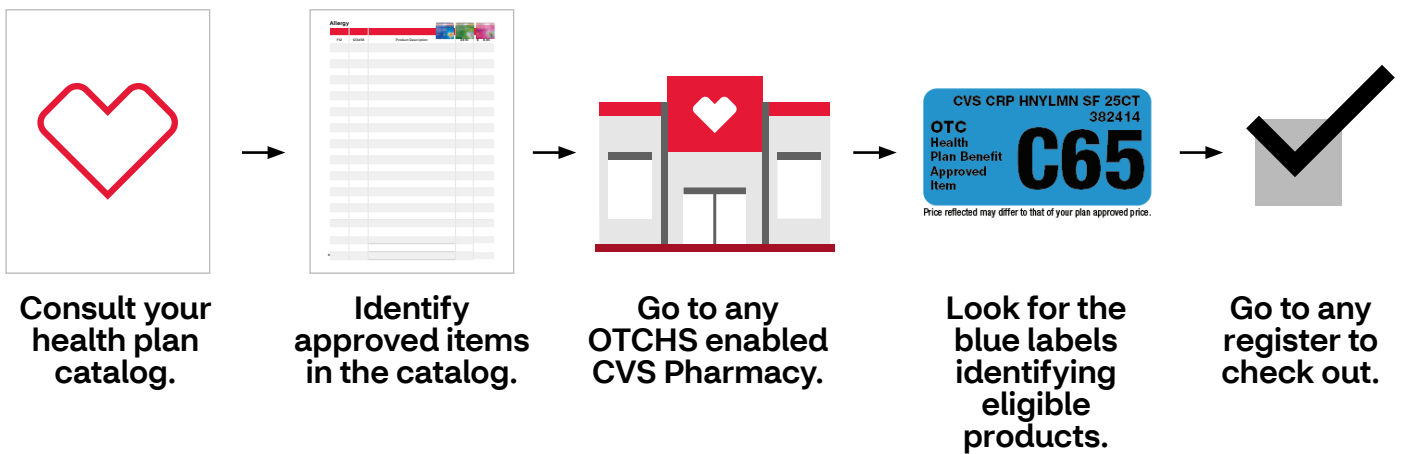 Allergy
Product Description
CVS CRP HNYLMN SF 25CT
382414
OTC
Health
Plan Benefit
Approved
Item
C65
Price reflected may differ to that of your plan approved price.
Consult your
health plan
catalog.
Identify
approved items
in the catalog.
Go to any
OTCHS enabled
CVS Pharmacy.
Look for the
blue labels
identifying
eligible
products.
Go to any
register to
check out.